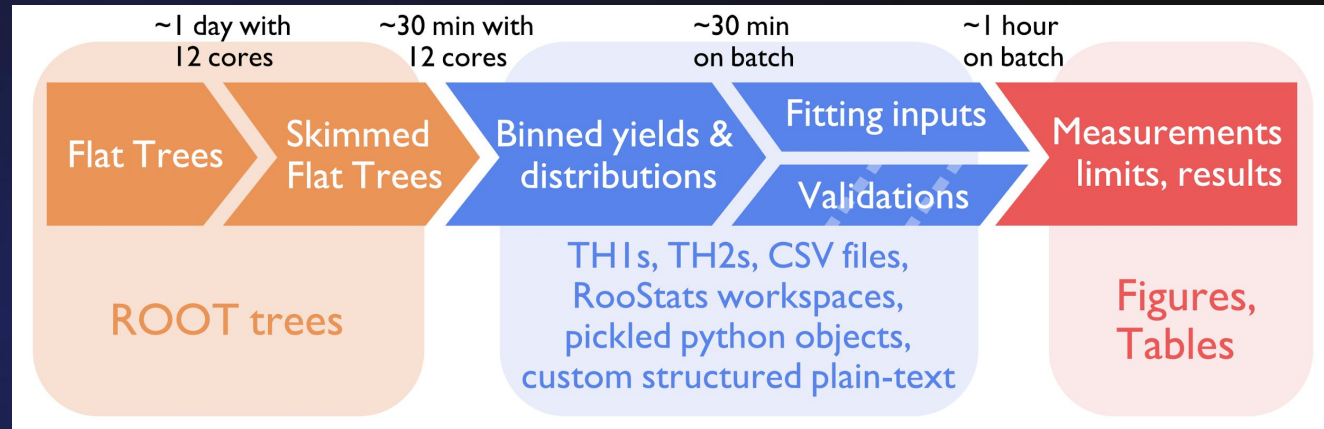 ~1 day with
12 cores
~30 min with
12 cores
~30 min
on batch
~1 hour
on batch
Flat Trees
Skimmed
Flat Trees
Binned yields &
distributions
Fitting inputs
Validations
Measurements
limits, results
ROOT trees
TH1s, TH2s, CSV files,
RooStats workspaces,
pickled python objects,
custom structured plain-text
Figures,
Tables